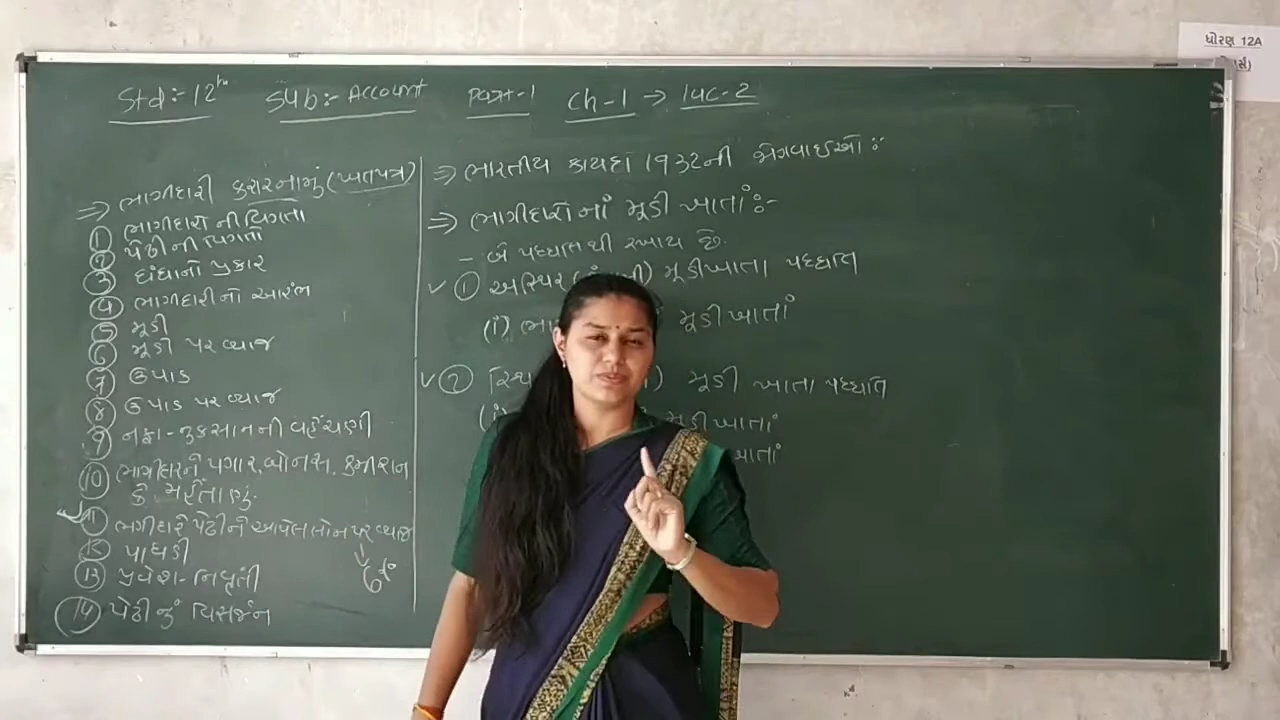 ધોરણ 12A
Std :- 12th Sub :- Account Part-1 Ch-1 → Lec-2
⇒ ભાગીદારી કરારનામું (ખતપત્ર)
① ભાગીદારોની વિગતો
② પેઢીની વિગતો
③ ધંધાનો પ્રકાર
④ ભાગીદારીનો આરંભ
⑤ મૂડી
⑥ મૂડી પર વ્યાજ
⑦ ઉપાડ
⑧ ઉપાડ પર વ્યાજ
⑨ નફા-નુકસાનની વહેંચણી
⑩ ભાગીદારને પગાર, બોનસ, કમિશન
કે મહેનતાણું.
⑪ ભાગીદારે પેઢીને આપેલ લોન પર વ્યાજ
↓
6%
⑫ પાઘડી
⑬ પ્રવેશ-નિવૃતી
⑭ પેઢીનું વિસર્જન
⇒ ભારતીય કાયદા 1932ની જોગવાઈઓ :-
⇒ ભાગીદારોનાં મૂડી ખાતાં :-
- બે પધ્ધતિથી રખાય છે.
✓ ① અસ્થિર મૂડીખાતા પધ્ધતિ
(i) મૂડીખાતાં
✓ ② મૂડી ખાતા પધ્ધતિ
(i) મૂડીખાતાં
ખાતાં